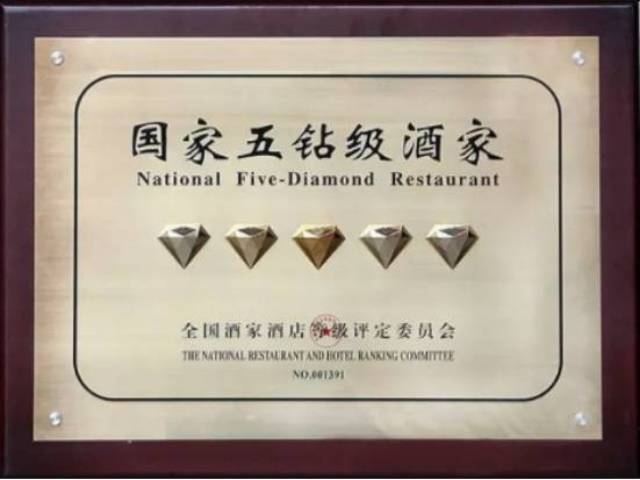 国家五钻级酒家
National Five-Diamond Restaurant
全国酒家酒店等级评定委员会
THE NATIONAL RESTAURANT AND HOTEL RANKING COMMITTEE
NO.001391